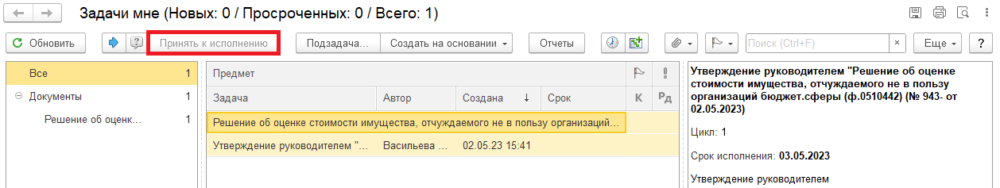 Задачи мне (Новых: 0 / Просроченных: 0 / Всего: 1)
Обновить Принять к исполнению Подзадача... Создать на основании Отчеты Поиск (Ctrl+F) × Еще ?
Все 1
Документы 1
Решение об оценк... 1
Предмет
Задача Автор Создана ↓ Срок К Рд
Решение об оценке стоимости имущества, отчуждаемого не в пользу организаций...
Утверждение руководителем "... Васильева ... 02.05.23 15:41
Утверждение руководителем "Решение об оценке
стоимости имущества, отчуждаемого не в пользу
организаций бюджет.сферы (ф.0510442) (№ 943- от
02.05.2023)
Цикл: 1
Срок исполнения: 03.05.2023
Утверждение руководителем